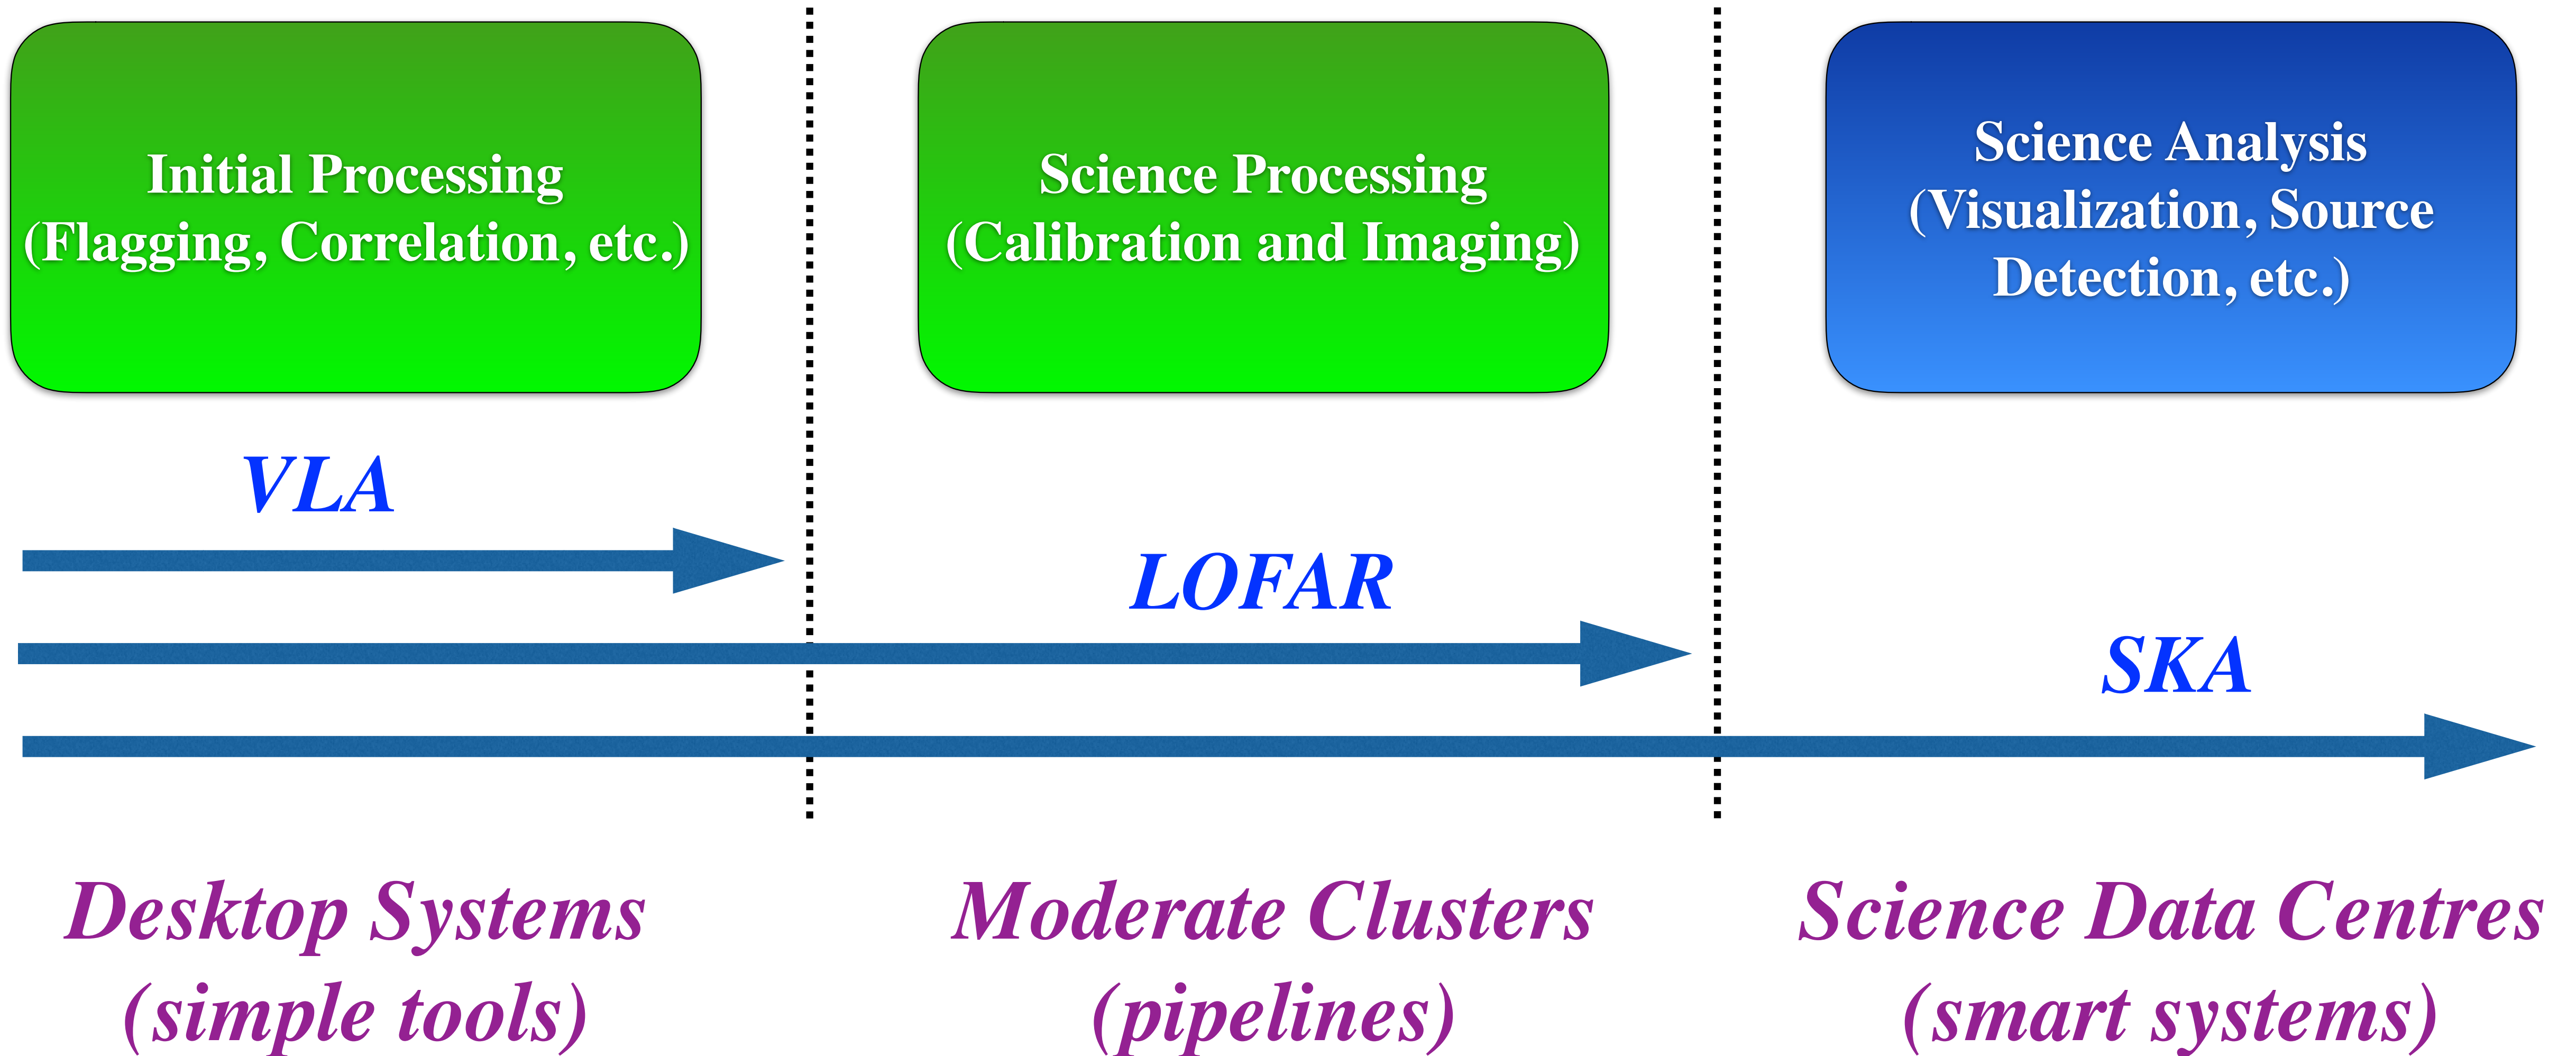 Initial Processing
(Flagging, Correlation, etc.)
Science Processing
(Calibration and Imaging)
Science Analysis
(Visualization, Source
Detection, etc.)
VLA
LOFAR
SKA
Desktop Systems
(simple tools)
Moderate Clusters
(pipelines)
Science Data Centres
(smart systems)